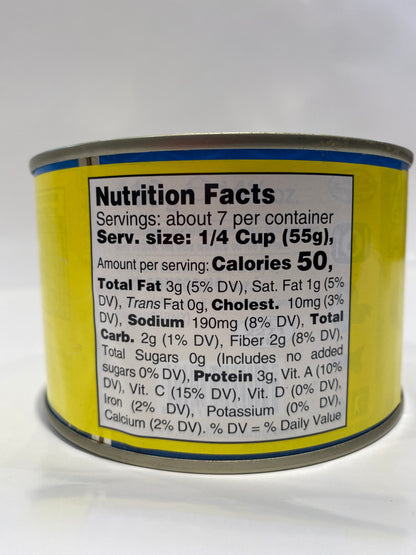 Nutrition Facts
Servings: about 7 per container
Serv. size: 1/4 Cup (55g),
Amount per serving: Calories 50,
Total Fat 3g (5% DV), Sat. Fat 1g (5%
DV), Trans Fat 0g, Cholest. 10mg (3%
DV), Sodium 190mg (8% DV), Total
Carb. 2g (1% DV), Fiber 2g (8% DV),
Total Sugars 0g (Includes no added
sugars 0% DV), Protein 3g, Vit. A (10%
DV), Vit. C (15% DV), Vit. D (0% DV),
Iron (2% DV), Potassium (0% DV),
Calcium (2% DV). % DV = % Daily Value